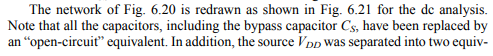 The network of Fig. 6.20 is redrawn as shown in Fig. 6.21 for the dc analysis.
Note that all the capacitors, including the bypass capacitor CS, have been replaced by
an “open-circuit” equivalent. In addition, the source VDD was separated into two equiv-